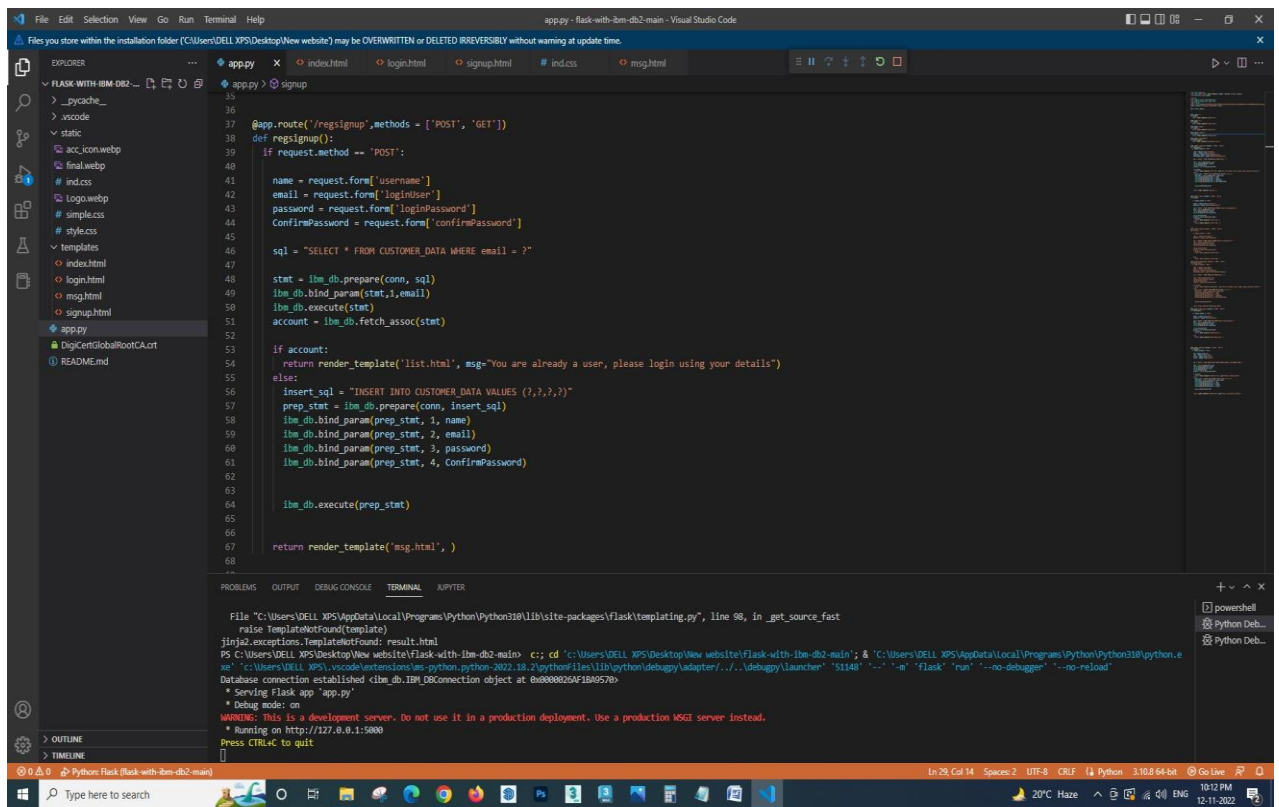 File Edit Selection View Go Run Terminal Help
app.py - flask-with-ibm-db2-main - Visual Studio Code
Files you store within the installation folder ('C:\Users\DELL XPS\Desktop\New website') may be OVERWRITTEN or DELETED IRREVERSIBLY without warning at update time.
EXPLORER
FLASK-WITH-IBM-DB2-...
__pycache__
.vscode
static
acc_icon.webp
final.webp
# ind.css
Logo.webp
# simple.css
# style.css
templates
index.html
login.html
msg.html
signup.html
app.py
DigiCertGlobalRootCA.crt
README.md
OUTLINE
TIMELINE
app.py index.html login.html signup.html # ind.css msg.html
app.py > signup
35
36
37 @app.route('/regsignup',methods = ['POST', 'GET'])
38 def regsignup():
39 if request.method == 'POST':
40
41 name = request.form['username']
42 email = request.form['loginUser']
43 password = request.form['loginPassword']
44 ConfirmPassword = request.form['confirmPassword']
45
46 sql = "SELECT * FROM CUSTOMER_DATA WHERE email = ?"
47
48 stmt = ibm_db.prepare(conn, sql)
49 ibm_db.bind_param(stmt,1,email)
50 ibm_db.execute(stmt)
51 account = ibm_db.fetch_assoc(stmt)
52
53 if account:
54 return render_template('list.html', msg="You are already a user, please login using your details")
55 else:
56 insert_sql = "INSERT INTO CUSTOMER_DATA VALUES (?,?,?,?)"
57 prep_stmt = ibm_db.prepare(conn, insert_sql)
58 ibm_db.bind_param(prep_stmt, 1, name)
59 ibm_db.bind_param(prep_stmt, 2, email)
60 ibm_db.bind_param(prep_stmt, 3, password)
61 ibm_db.bind_param(prep_stmt, 4, ConfirmPassword)
62
63
64 ibm_db.execute(prep_stmt)
65
66
67 return render_template('msg.html', )
68
PROBLEMS OUTPUT DEBUG CONSOLE TERMINAL JUPYTER
File "C:\Users\DELL XPS\AppData\Local\Programs\Python\Python310\lib\site-packages\flask\templating.py", line 98, in _get_source_fast
raise TemplateNotFound(template)
jinja2.exceptions.TemplateNotFound: result.html
PS C:\Users\DELL XPS\Desktop\New website\flask-with-ibm-db2-main> c:; cd 'c:\Users\DELL XPS\Desktop\New website\flask-with-ibm-db2-main'; & 'C:\Users\DELL XPS\AppData\Local\Programs\Python\Python310\python.e
xe' 'c:\Users\DELL XPS\.vscode\extensions\ms-python.python-2022.18.2\pythonFiles\lib\python\debugpy\adapter/../..\debugpy\launcher' '51148' '--' '-m' 'flask' 'run' '--no-debugger' '--no-reload'
Database connection established <ibm_db.IBM_DBConnection object at 0x0000026AF1BA9570>
* Serving Flask app 'app.py'
* Debug mode: on
WARNING: This is a development server. Do not use it in a production deployment. Use a production WSGI server instead.
* Running on http://127.0.0.1:5000
Press CTRL+C to quit
powershell
Python Deb...
Python Deb...
0 0 Python: Flask (flask-with-ibm-db2-main)
Ln 29, Col 14 Spaces: 2 UTF-8 CRLF Python 3.10.8 64-bit Go Live
Type here to search
20°C Haze ENG 10:12 PM
12-11-2022